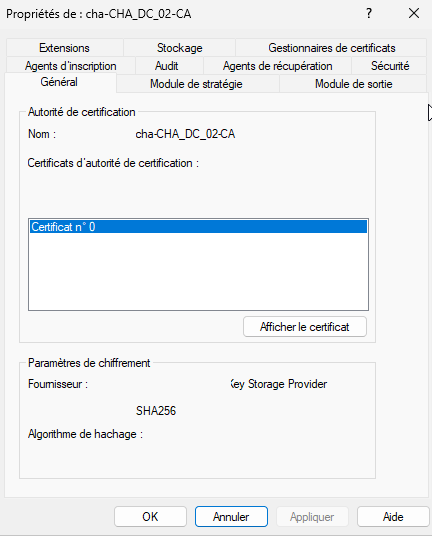 Propriétés de : cha-CHA_DC_02-CA
Extensions Stockage Gestionnaires de certificats
Agents d'inscription Audit Agents de récupération Sécurité
Général Module de stratégie Module de sortie
Autorité de certification
Nom : cha-CHA_DC_02-CA
Certificats d'autorité de certification :
Certificat n° 0
Afficher le certificat
Paramètres de chiffrement
Fournisseur : Key Storage Provider
SHA256
Algorithme de hachage :
OK Annuler Appliquer Aide